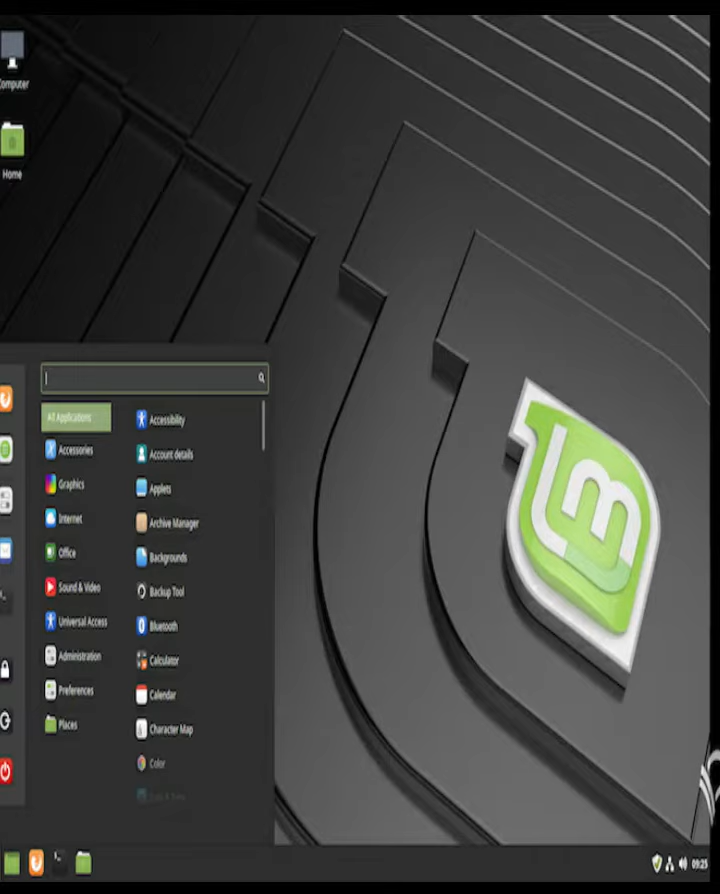 Computer
Home
All Applications
Accessories
Graphics
Internet
Office
Sound & Video
Universal Access
Administration
Preferences
Places
Accessibility
Account details
Applets
Archive Manager
Backgrounds
Backup Tool
Bluetooth
Calculator
Calendar
Character Map
Color
lm
09:25